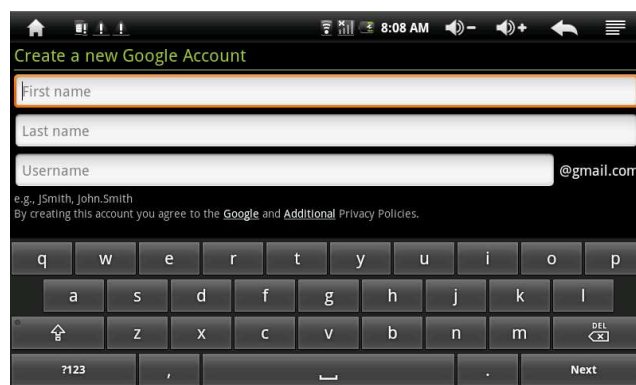 8:08 AM
Create a new Google Account
First name
Last name
Username
@gmail.com
e.g., JSmith, John.Smith
By creating this account you agree to the Google and Additional Privacy Policies.
q w e r t y u i o p
a s d f g h j k l
z x c v b n m DEL
?123 , . Next